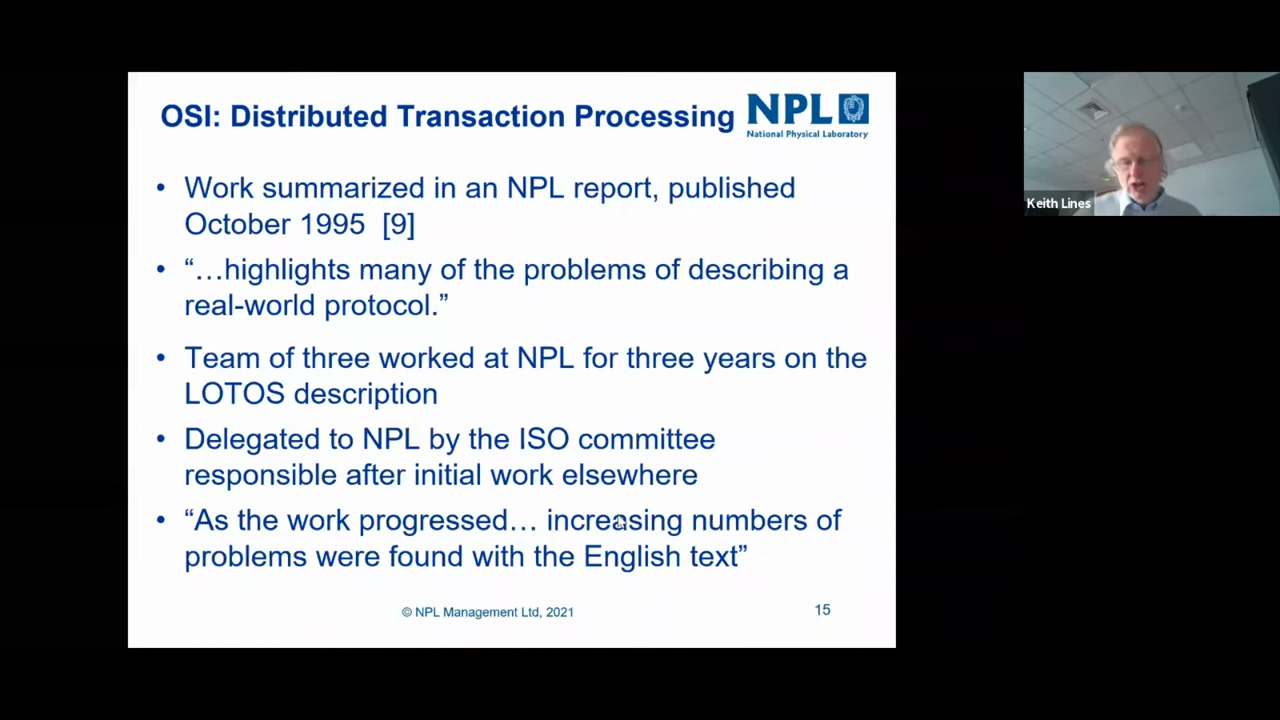 OSI: Distributed Transaction Processing
NPL
National Physical Laboratory
• Work summarized in an NPL report, published
October 1995 [9]
• “…highlights many of the problems of describing a
real-world protocol.”
• Team of three worked at NPL for three years on the
LOTOS description
• Delegated to NPL by the ISO committee
responsible after initial work elsewhere
• “As the work progressed… increasing numbers of
problems were found with the English text”
© NPL Management Ltd, 2021
15
Keith Lines